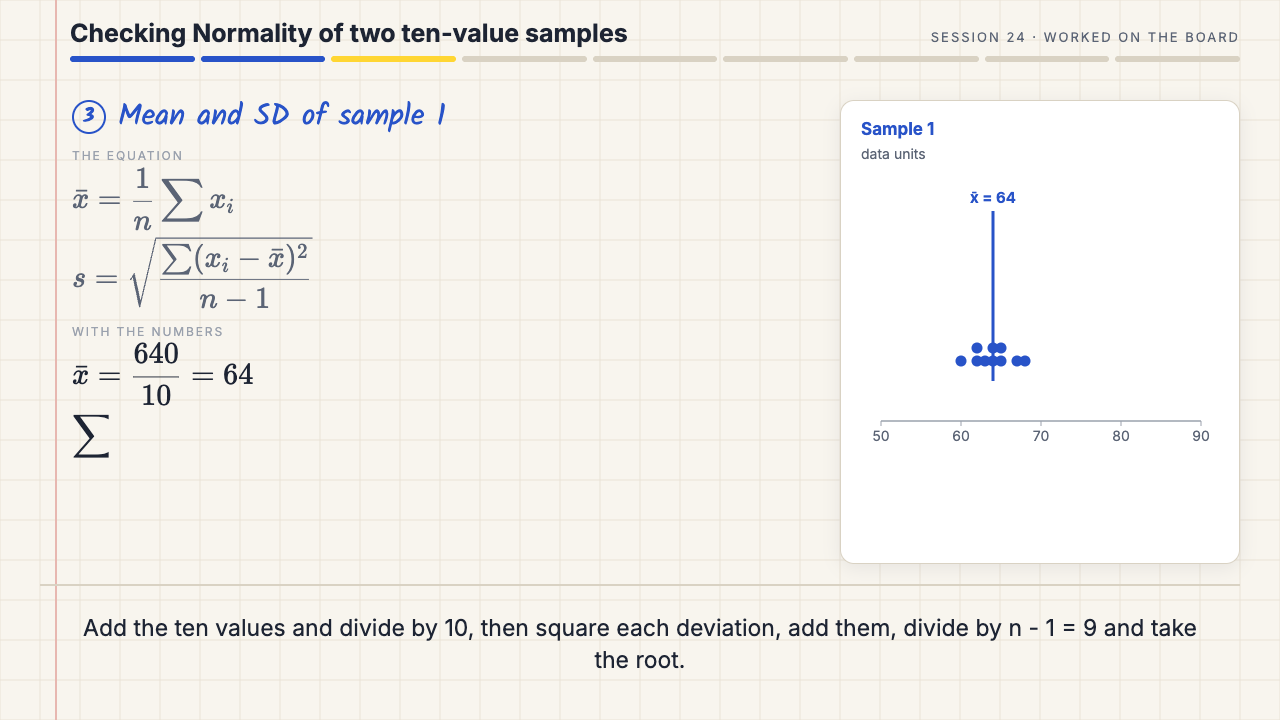 Checking Normality of two ten-value samples
SESSION 24 · WORKED ON THE BOARD
3 Mean and SD of sample 1
THE EQUATION
x̄ = 1/n ∑ xᵢ
s = √(∑(xᵢ − x̄)² / n − 1)
WITH THE NUMBERS
x̄ = 640/10 = 64
∑
Sample 1
data units
x̄ = 64
50 60 70 80 90
Add the ten values and divide by 10, then square each deviation, add them, divide by n - 1 = 9 and take
the root.